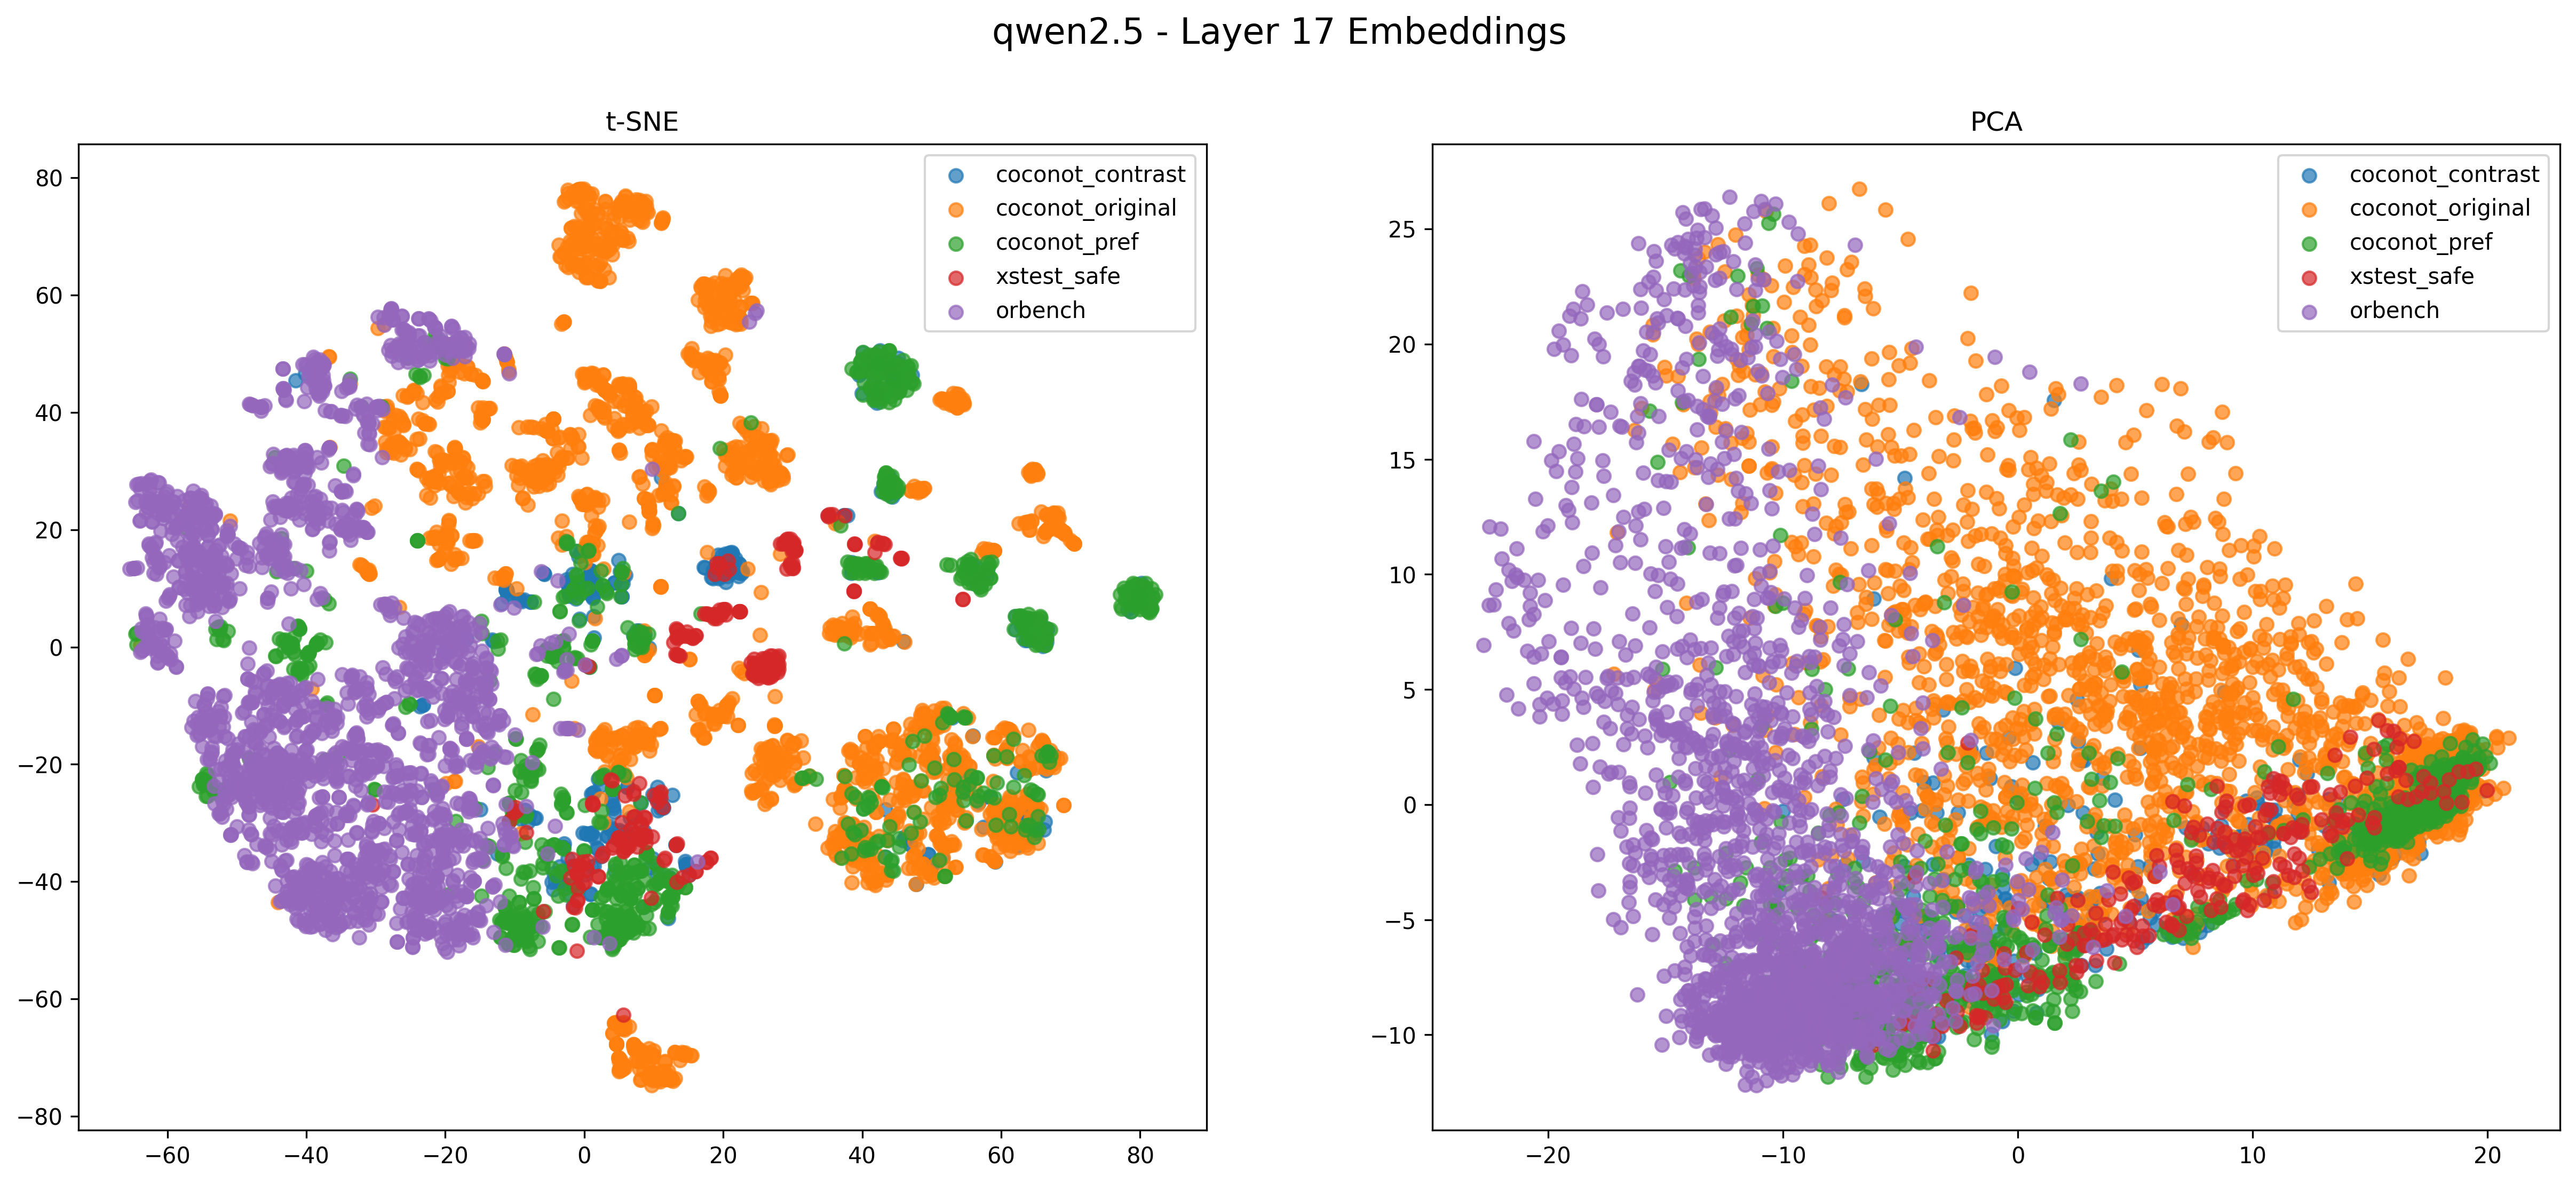 qwen2.5 - Layer 17 Embeddings
t-SNE
coconot_contrast
coconot_original
coconot_pref
xstest_safe
orbench
80
60
40
20
0
−20
−40
−60
−80
−60
−40
−20
0
20
40
60
80
PCA
coconot_contrast
coconot_original
coconot_pref
xstest_safe
orbench
25
20
15
10
5
0
−5
−10
−20
−10
0
10
20